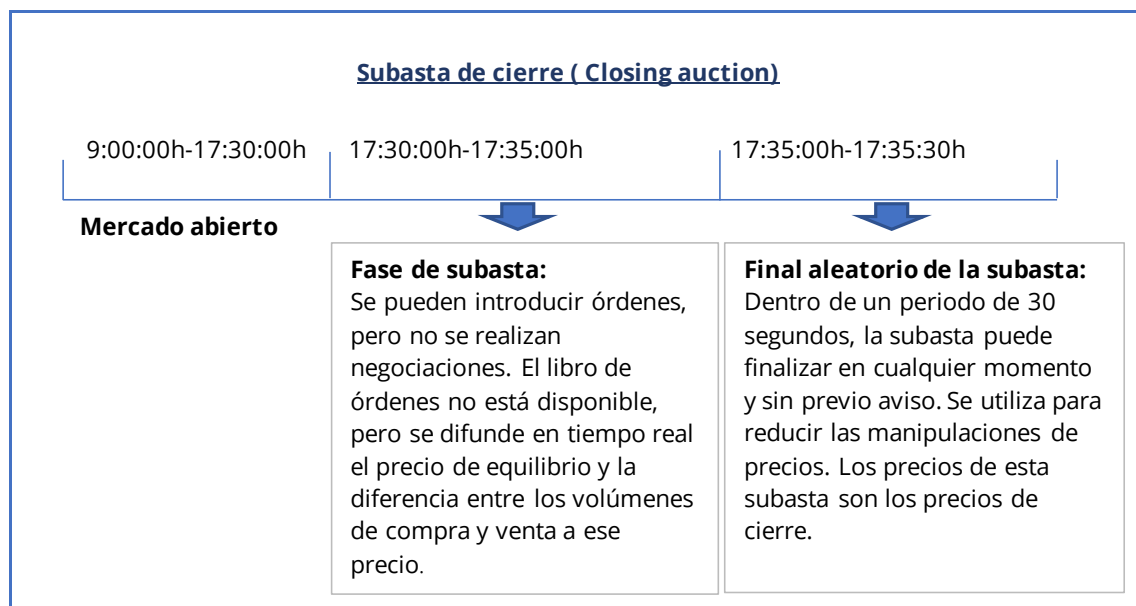 Subasta de cierre ( Closing auction)
9:00:00h-17:30:00h
17:30:00h-17:35:00h
17:35:00h-17:35:30h
Mercado abierto
Fase de subasta:
Se pueden introducir órdenes,
pero no se realizan
negociaciones. El libro de
órdenes no está disponible,
pero se difunde en tiempo real
el precio de equilibrio y la
diferencia entre los volúmenes
de compra y venta a ese
precio.
Final aleatorio de la subasta:
Dentro de un periodo de 30
segundos, la subasta puede
finalizar en cualquier momento
y sin previo aviso. Se utiliza para
reducir las manipulaciones de
precios. Los precios de esta
subasta son los precios de
cierre.